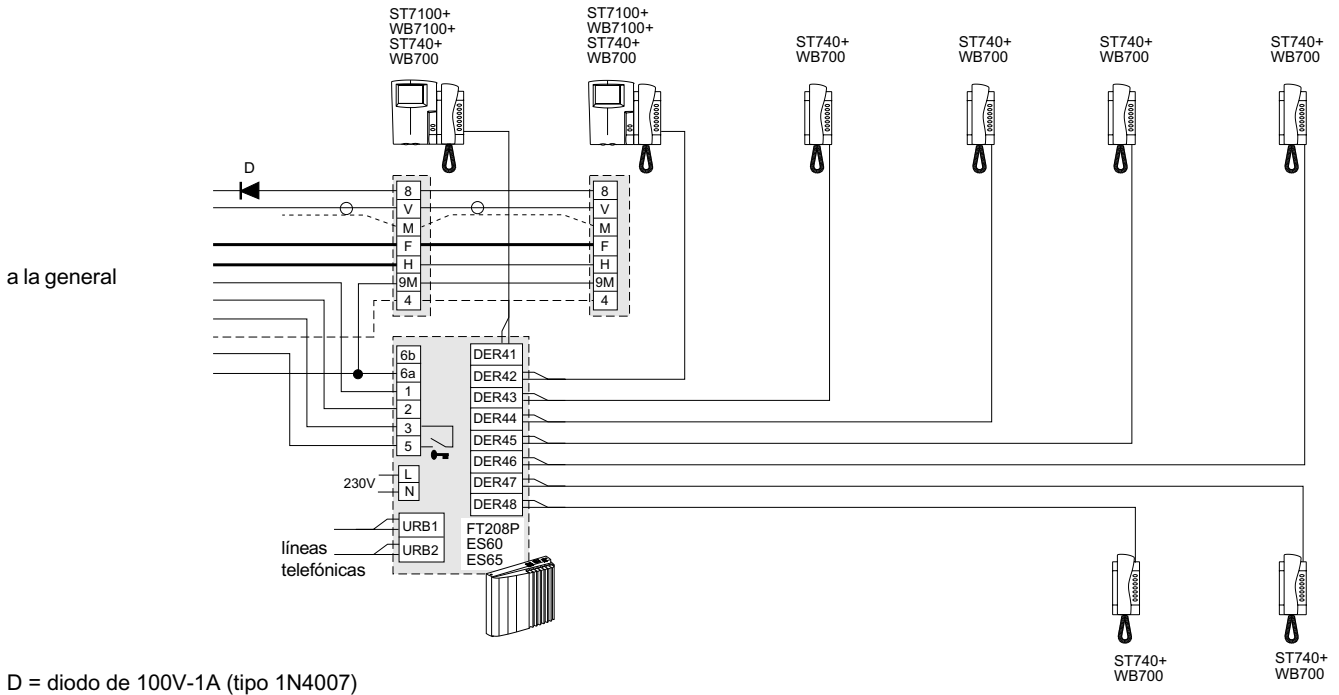 ST7100+
WB7100+
ST740+
WB700
ST7100+
WB7100+
ST740+
WB700
ST740+
WB700
ST740+
WB700
ST740+
WB700
ST740+
WB700
D
8
V
M
F
H
9M
4
8
V
M
F
H
9M
4
a la general
6b
6a
1
2
3
5
DER41
DER42
DER43
DER44
DER45
DER46
DER47
DER48
230V
L
N
URB1
URB2
FT208P
ES60
ES65
líneas
telefónicas
ST740+
WB700
ST740+
WB700
D = diodo de 100V-1A (tipo 1N4007)